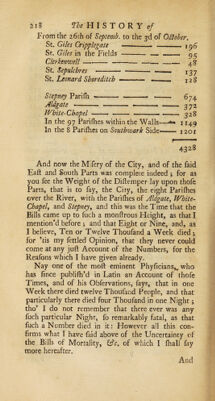 218 The HISTORY of
From the 26th of Septemb. to the 3d of October,
St. Giles Cripplegate 196
St. Giles in the Fields 95
Clerkenwell 48
St. Sepulchres 137
St. Leonard Shoreditch 128
Stepney Parish 674
Aldgate 372
White-Chapel 328
In the 97 Parishes within the Walls 1149
In the 8 Parishes on Southwark Side 1201
4328
And now the Misery of the City, and of the said
East and South Parts was complete indeed; for as
you see the Weight of the Distemper lay upon those
Parts, that is to say, the City, the eight Parishes
over the River, with the Parishes of Aldgate, White-
Chapel, and Stepney, and this was the Time that the
Bills came up to such a monstrous Height, as that I
mention'd before; and that Eight or Nine, and, as
I believe, Ten or Twelve Thousand a Week died;
for 'tis my settled Opinion, that they never could
come at any just Account of the Numbers, for the
Reasons which I have given already.
Nay one of the most eminent Physicians, who
has since publish'd in Latin an Account of those
Times, and of his Observations, says, that in one
Week there died twelve Thousand People, and that
particularly there died four Thousand in one Night;
tho' I do not remember that there ever was any
such particular Night, so remarkably fatal, as that
such a Number died in it: However all this con-
firms what I have said above of the Uncertainty of
the Bills of Mortality, &c. of which I shall say
more hereafter.
And